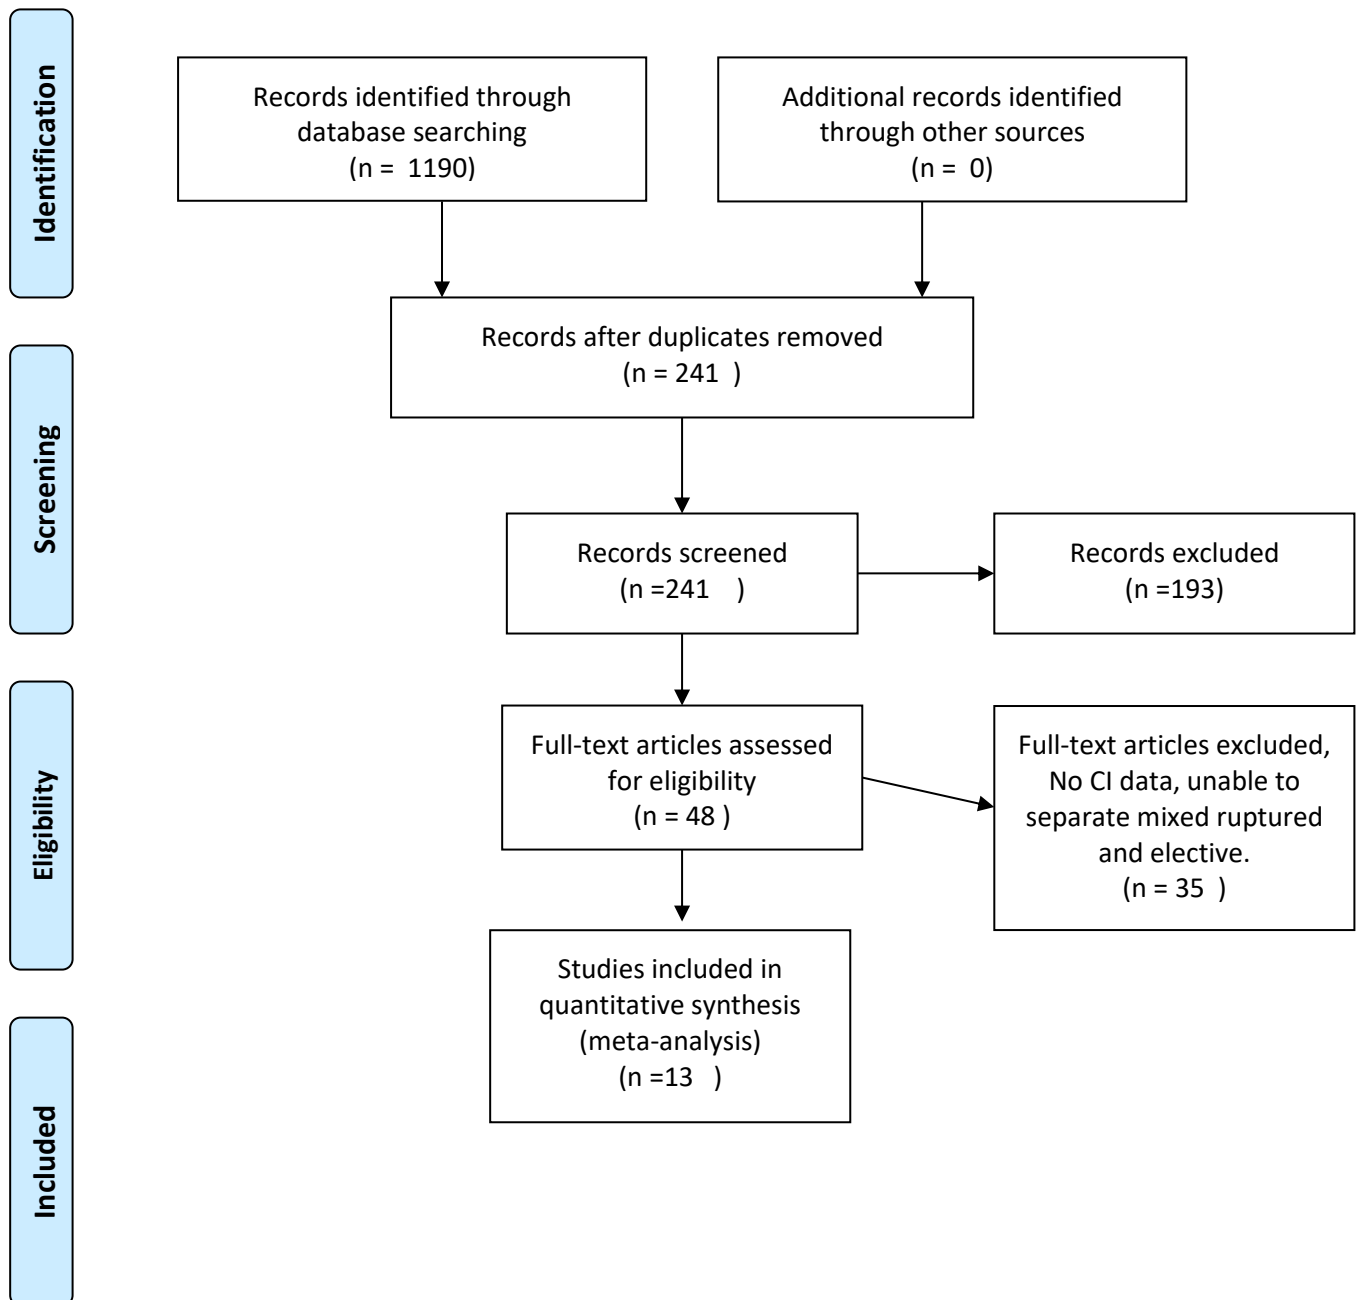 Identification
Records identified through
database searching
(n = 1190)
Additional records identified
through other sources
(n = 0)
Records after duplicates removed
(n = 241 )
Screening
Records screened
(n =241 )
Records excluded
(n =193)
Eligibility
Full-text articles assessed
for eligibility
(n = 48 )
Full-text articles excluded,
No CI data, unable to
separate mixed ruptured
and elective.
(n = 35 )
Included
Studies included in
quantitative synthesis
(meta-analysis)
(n =13 )